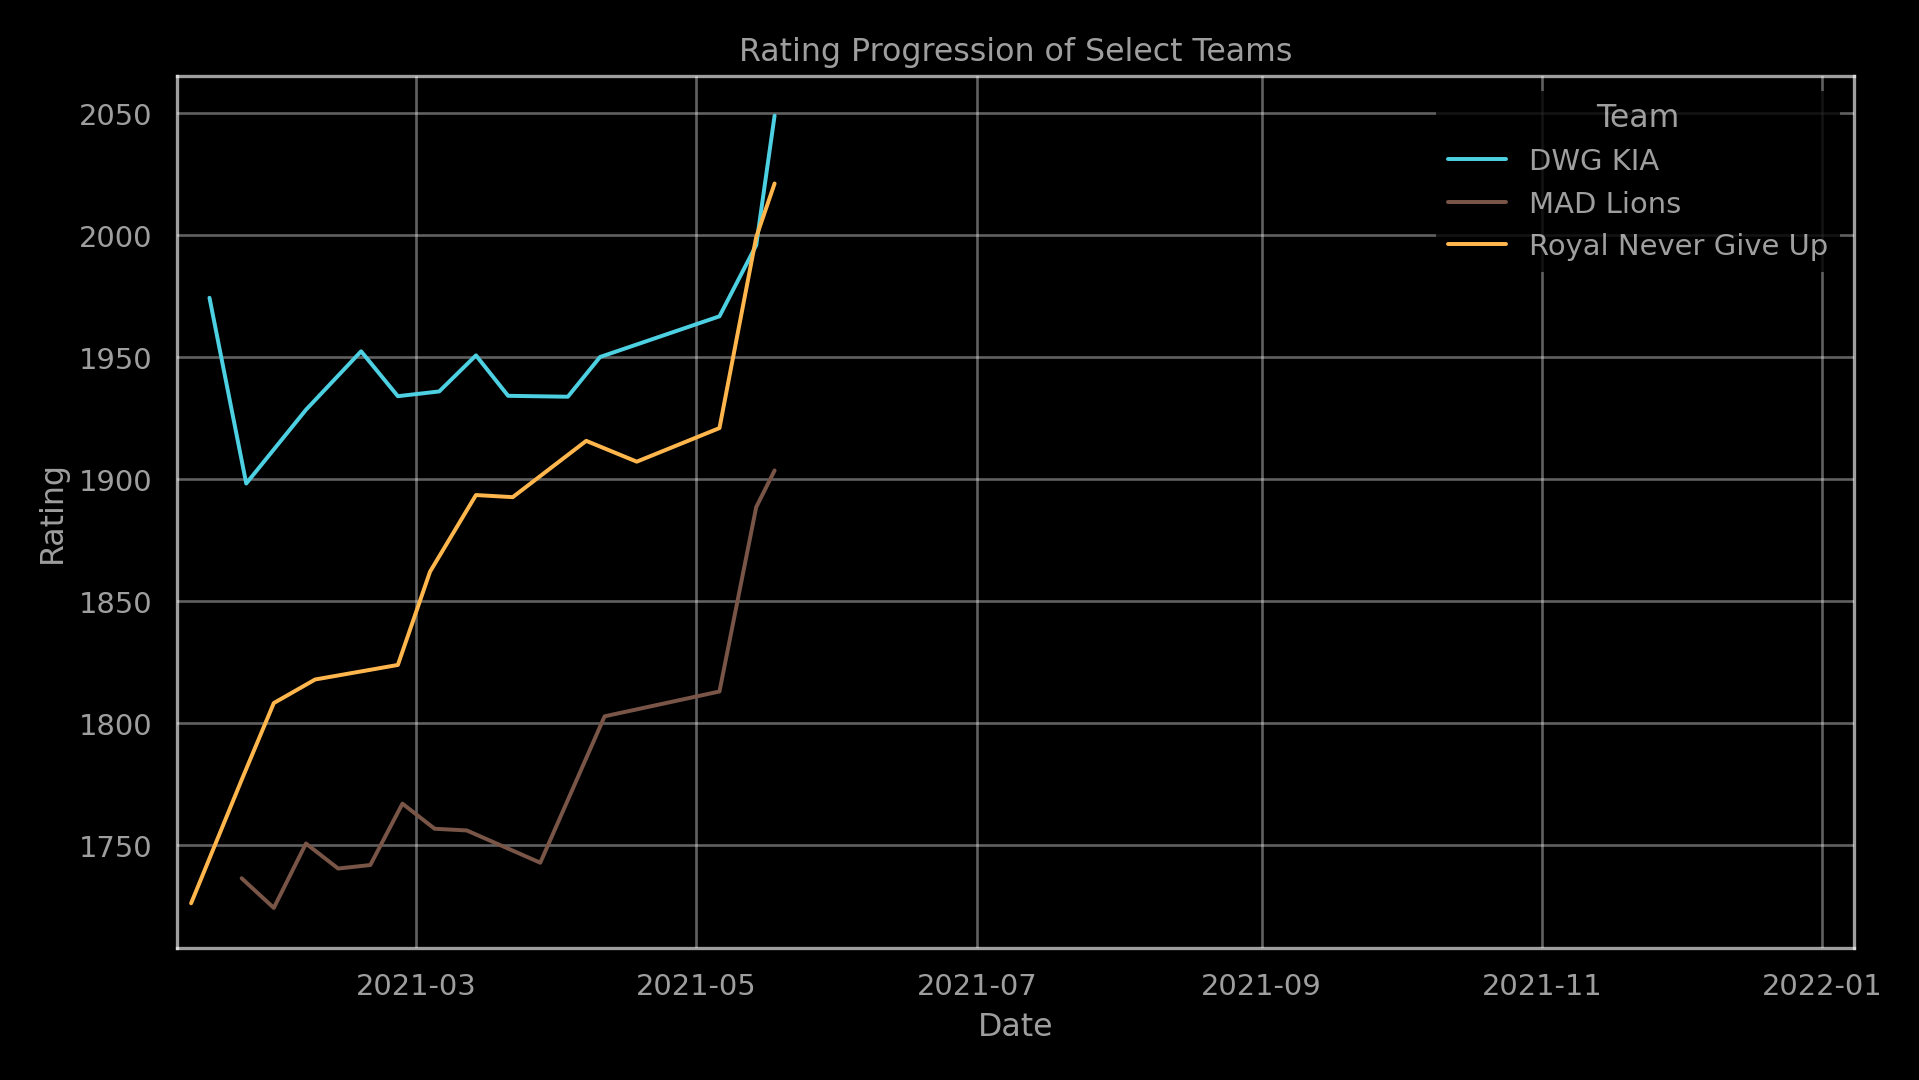 Rating Progression of Select Teams
2050
2000
1950
1900
1850
1800
1750
Rating
Team
DWG KIA
MAD Lions
Royal Never Give Up
2021-03
2021-05
2021-07
2021-09
2021-11
2022-01
Date